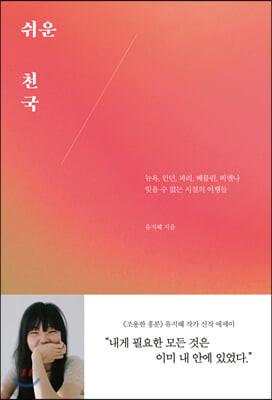 쉬운
천국
뉴욕, 런던, 파리, 베를린, 비엔나
잊을 수 없는 시절의 여행들
유지혜 지음
《조용한 흥분》 유지혜 작가 신작 에세이
“내게 필요한 모든 것은
이미 내 안에 있었다.”